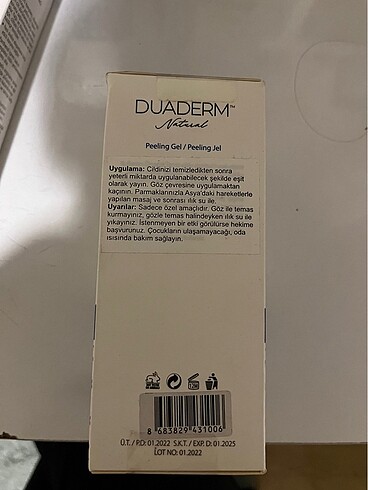 DUADERM™
Natural
Peeling Gel / Peeling Jel
Uygulama: Cildinizi temizledikten sonra
yeterli miktarda uygulanabilecek şekilde eşit
olarak yayın. Göz çevresine uygulamaktan
kaçının. Parmaklarınızla Asya'daki hareketlerle
yapılan masaj ve sonrası ılık su ile.
Uyarılar: Sadece özel amaçlıdır. Göz ile temas
kurmayınız, gözle temas halindeyken ılık su ile
yıkayınız. İstenmeyen bir etki görülürse hekime
başvurunuz. Çocukların ulaşamayacağı, oda
ısısında bakım sağlayın.
12M
8 683829 431006
Ü.T. / P.D: 01.2022 S.K.T. / EXP. D: 01.2025
LOT NO: 01.2022